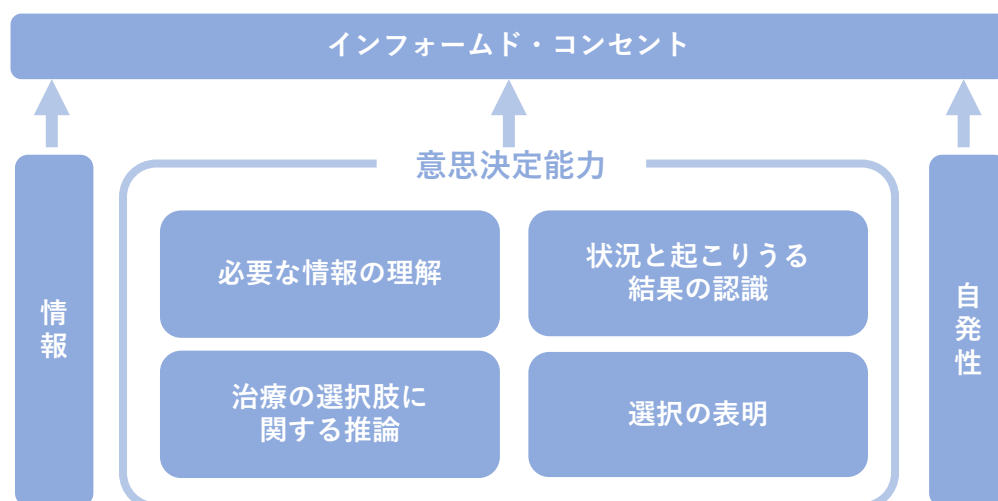 インフォームド・コンセント
意思決定能力
情報
必要な情報の理解
状況と起こりうる
結果の認識
治療の選択肢に
関する推論
選択の表明
自発性